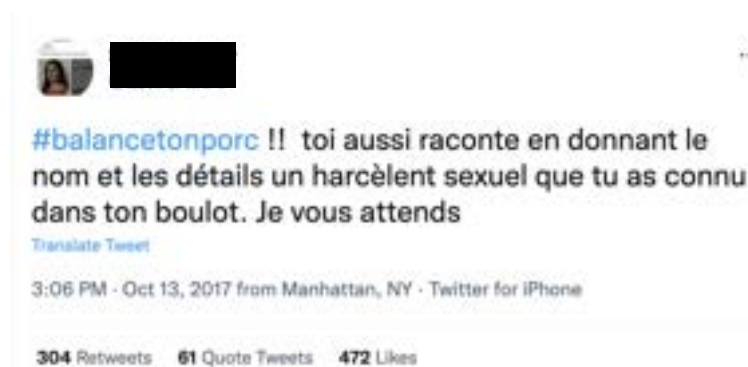 #balancetonporc !! toi aussi raconte en donnant le
nom et les détails un harcèlent sexuel que tu as connu
dans ton boulot. Je vous attends
Translate Tweet
3:06 PM · Oct 13, 2017 from Manhattan, NY · Twitter for iPhone
304 Retweets 61 Quote Tweets 472 Likes